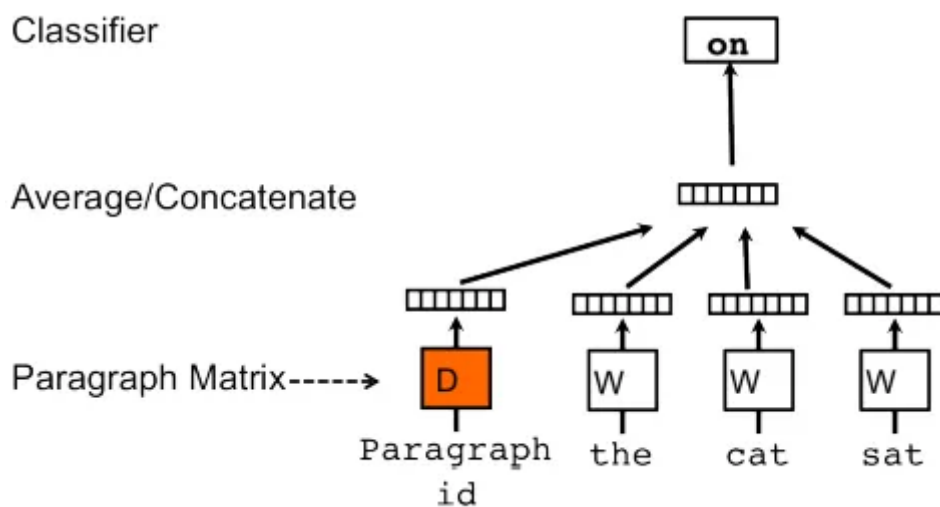 Classifier
on
Average/Concatenate
Paragraph Matrix
D
W
W
W
Paragraph
id
the
cat
sat